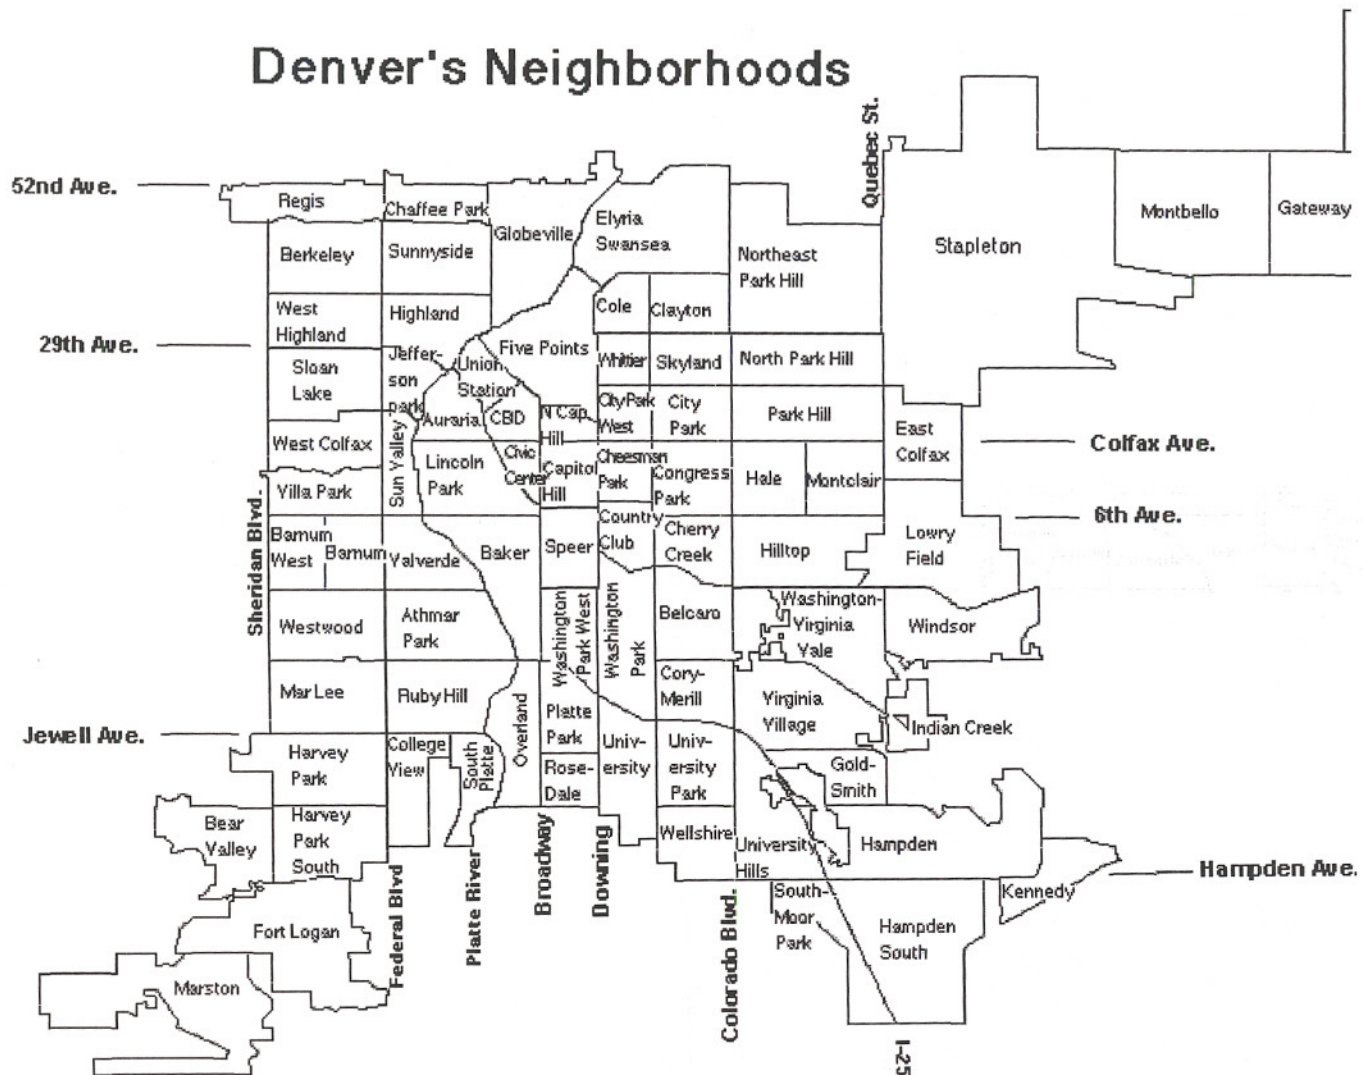 Denver's Neighborhoods
Quebec St.
52nd Ave.
Regis
Chaffee Park
Globeville
Elyria
Swansea
Montbello
Gateway
Berkeley
Sunnyside
Northeast
Park Hill
Stapleton
West
Highland
Highland
Cole
Clayton
29th Ave.
Sloan
Lake
Jeffer-
son
park
Union
Station
Five Points
Whittier
Skyland
North Park Hill
Auraria
CBD
N Cap
Hill
City Park
West
City
Park
Park Hill
East
Colfax
Colfax Ave.
West Colfax
Sun Valley
Lincoln
Park
Civic
Center
Capitol
Hill
Cheesman
Park
Congress
Park
Hale
Montclair
Villa Park
6th Ave.
Sheridan Blvd.
Barnum
West
Barnum
Valverde
Baker
Speer
Country
Club
Cherry
Creek
Hilltop
Lowry
Field
Westwood
Athmar
Park
Washington
Park West
Washington
Park
Belcaro
Washington-
Virginia
Vale
Windsor
Mar Lee
Ruby Hill
Overland
Platte
Park
Cory-
Merill
Virginia
Village
Indian Creek
Jewell Ave.
Harvey
Park
College
View
South
Platte
Rose-
Dale
Univ-
ersity
Univ-
ersity
Park
Gold-
Smith
Bear
Valley
Harvey
Park
South
Wellshire
University
Hills
Hampden
Hampden Ave.
Kennedy
Federal Blvd
Platte River
Broadway
Downing
Colorado Blvd.
South-
Moor
Park
Hampden
South
Fort Logan
Marston
I-25